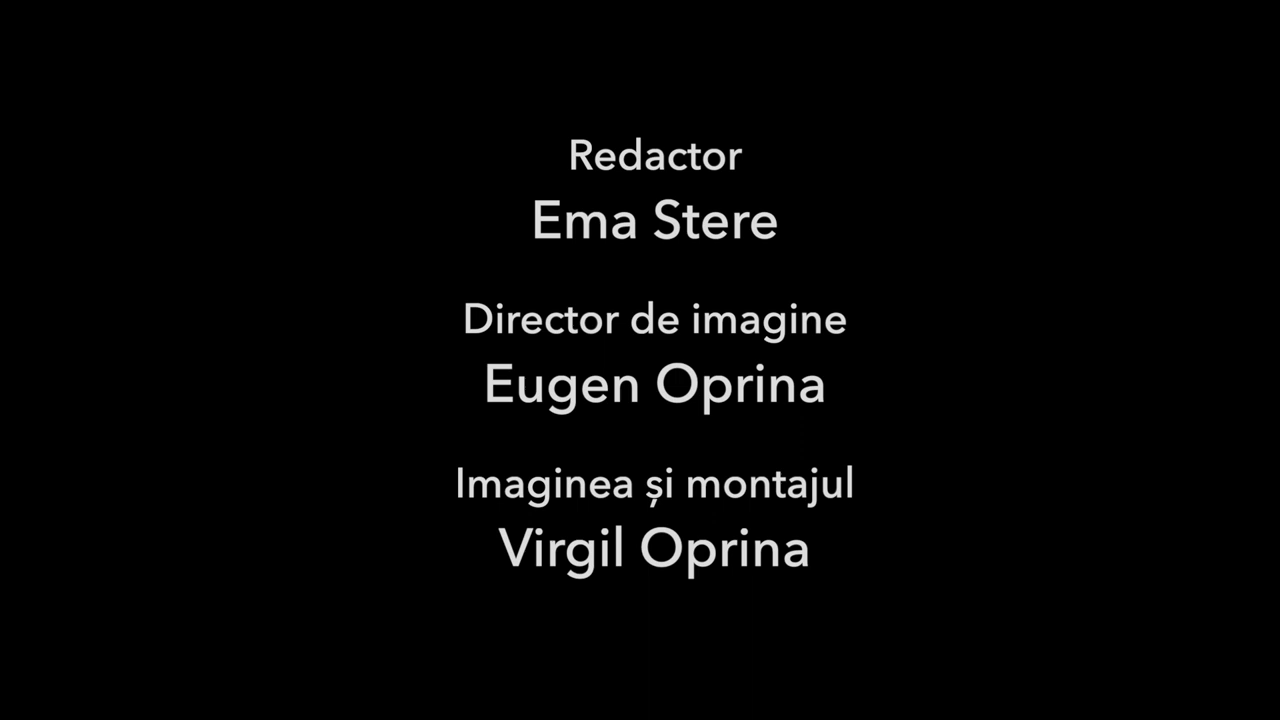 Redactor
Ema Stere
Director de imagine
Eugen Oprina
Imaginea și montajul
Virgil Oprina